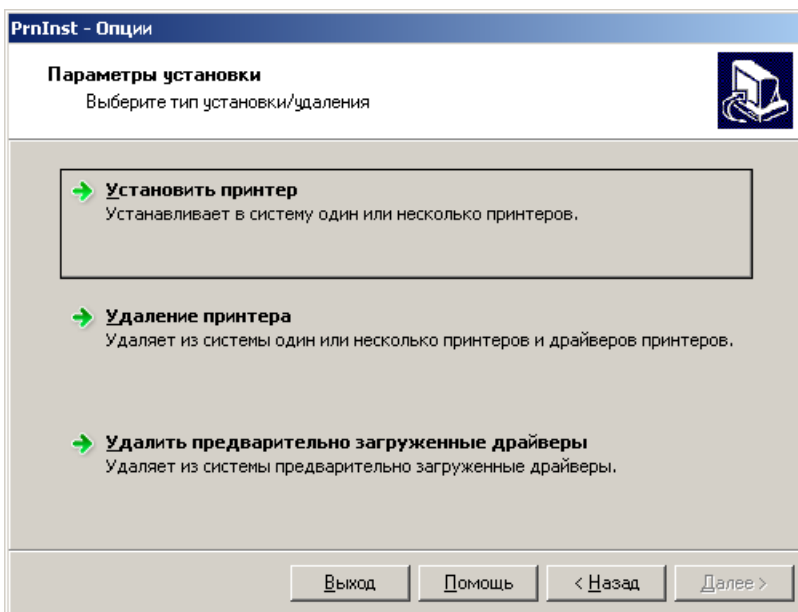 PrnInst - Опции
Параметры установки
Выберите тип установки/удаления
Установить принтер
Устанавливает в систему один или несколько принтеров.
Удаление принтера
Удаляет из системы один или несколько принтеров и драйверов принтеров.
Удалить предварительно загруженные драйверы
Удаляет из системы предварительно загруженные драйверы.
Выход Помощь < Назад Далее >